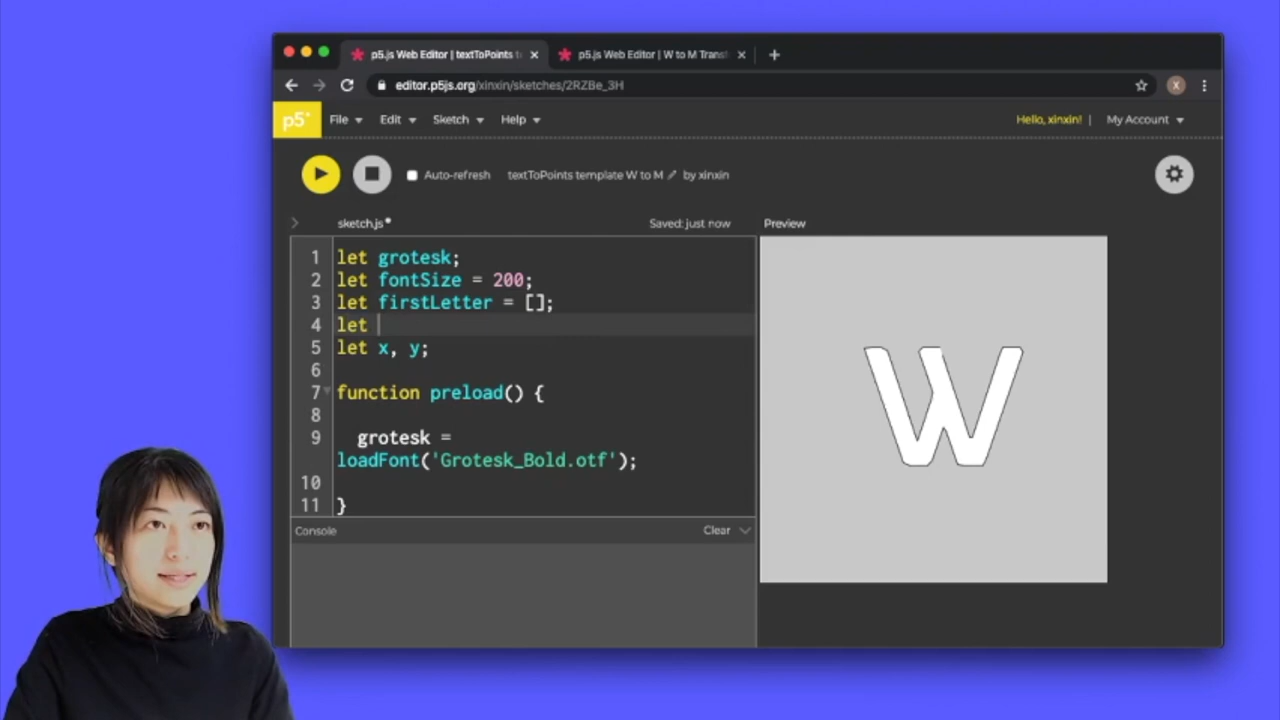 p5.js Web Editor | textToPoints t
p5.js Web Editor | W to M Trans
editor.p5js.org/xinxin/sketches/2RZBe_3H
X
p5*
File
Edit
Sketch
Help
Hello, xinxin! |
My Account
Auto-refresh
textToPoints template W to M
by xinxin
sketch.js
Saved: just now
Preview
1 let grotesk;
2 let fontSize = 200;
3 let firstLetter = [];
4 let
5 let x, y;
6
7 function preload() {
8
9 grotesk =
loadFont('Grotesk_Bold.otf');
10
11 }
W
Console
Clear